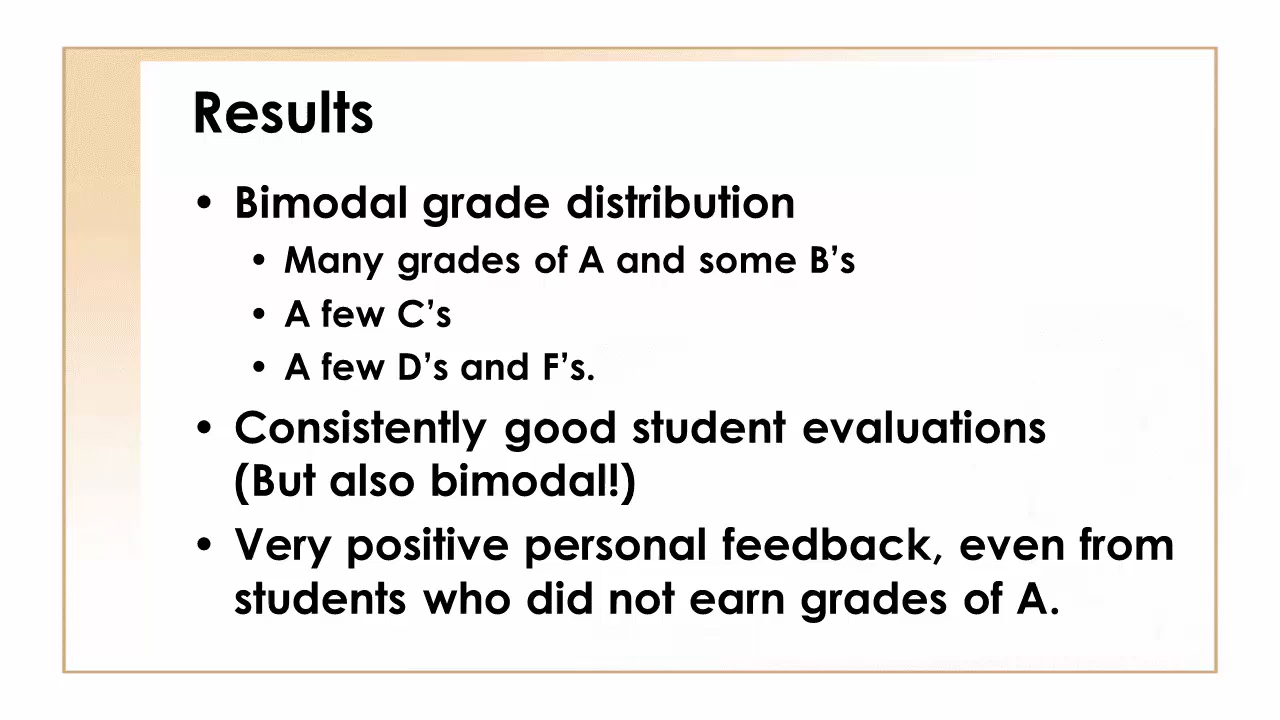 Results
• Bimodal grade distribution
• Many grades of A and some B’s
• A few C’s
• A few D’s and F’s.
• Consistently good student evaluations
(But also bimodal!)
• Very positive personal feedback, even from
students who did not earn grades of A.